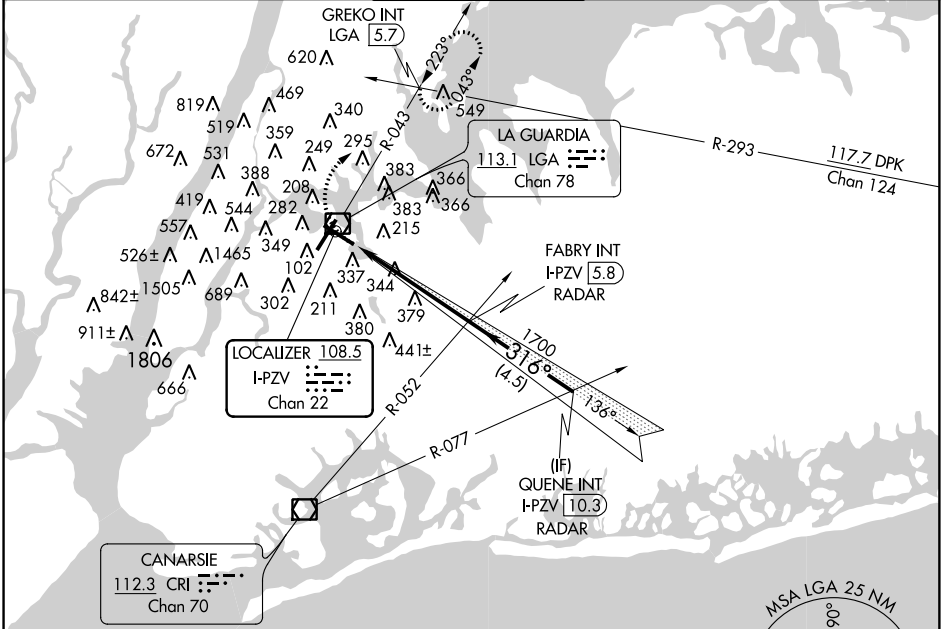 GREKO INT
LGA 5.7
223°
043°
620
549
819
469
519
340
R-043
359
295
LA GUARDIA
113.1 LGA
Chan 78
R-293
117.7 DPK
Chan 124
672
531
249
388
383
366
208
383
366
419
544
282
215
557
349
526±
1465
102
337
344
FABRY INT
I-PZV 5.8
RADAR
1505
689
302
211
379
842±
380
911±
1806
441±
666
LOCALIZER 108.5
I-PZV
Chan 22
1700
316°
(4.5)
136°
R-052
R-077
(IF)
QUENE INT
I-PZV 10.3
RADAR
CANARSIE
112.3 CRI
Chan 70
MSA LGA 25 NM